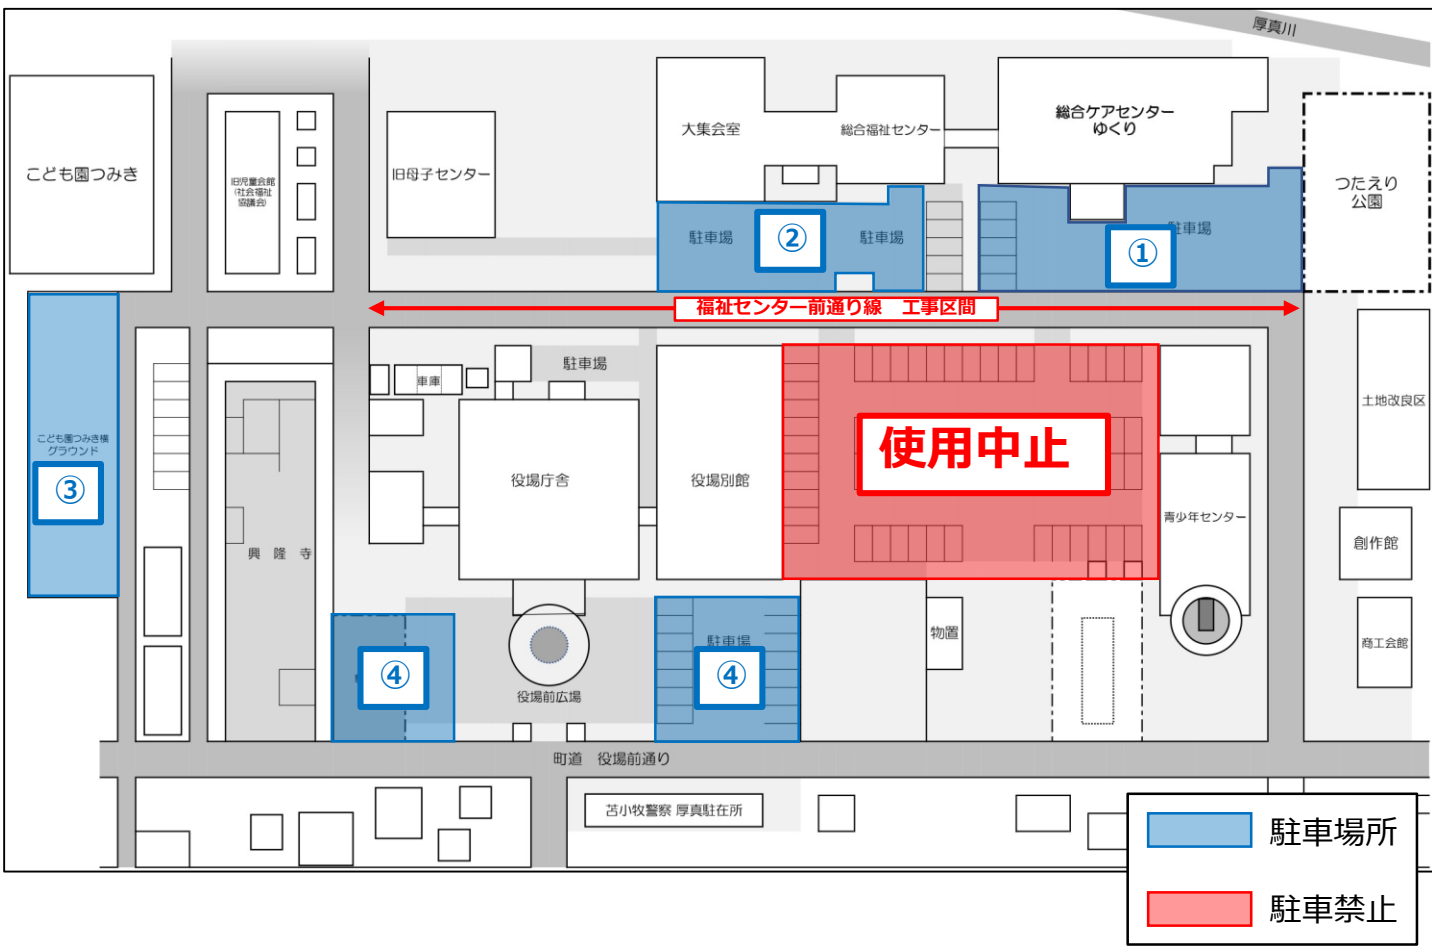 厚真川
こども園つみき
旧児童会館
(社会福祉
協議会)
旧母子センター
大集会室
総合福祉センター
総合ケアセンター
ゆくり
つたえり
公園
駐車場
②
駐車場
①
駐車場
福祉センター前通り線 工事区間
こども園つみき横
グラウンド
③
車庫
駐車場
役場庁舎
役場別館
使用中止
青少年センター
土地改良区
創作館
商工会館
興隆寺
④
役場前広場
駐車場
④
物置
町道 役場前通り
苫小牧警察 厚真駐在所
駐車場所
駐車禁止